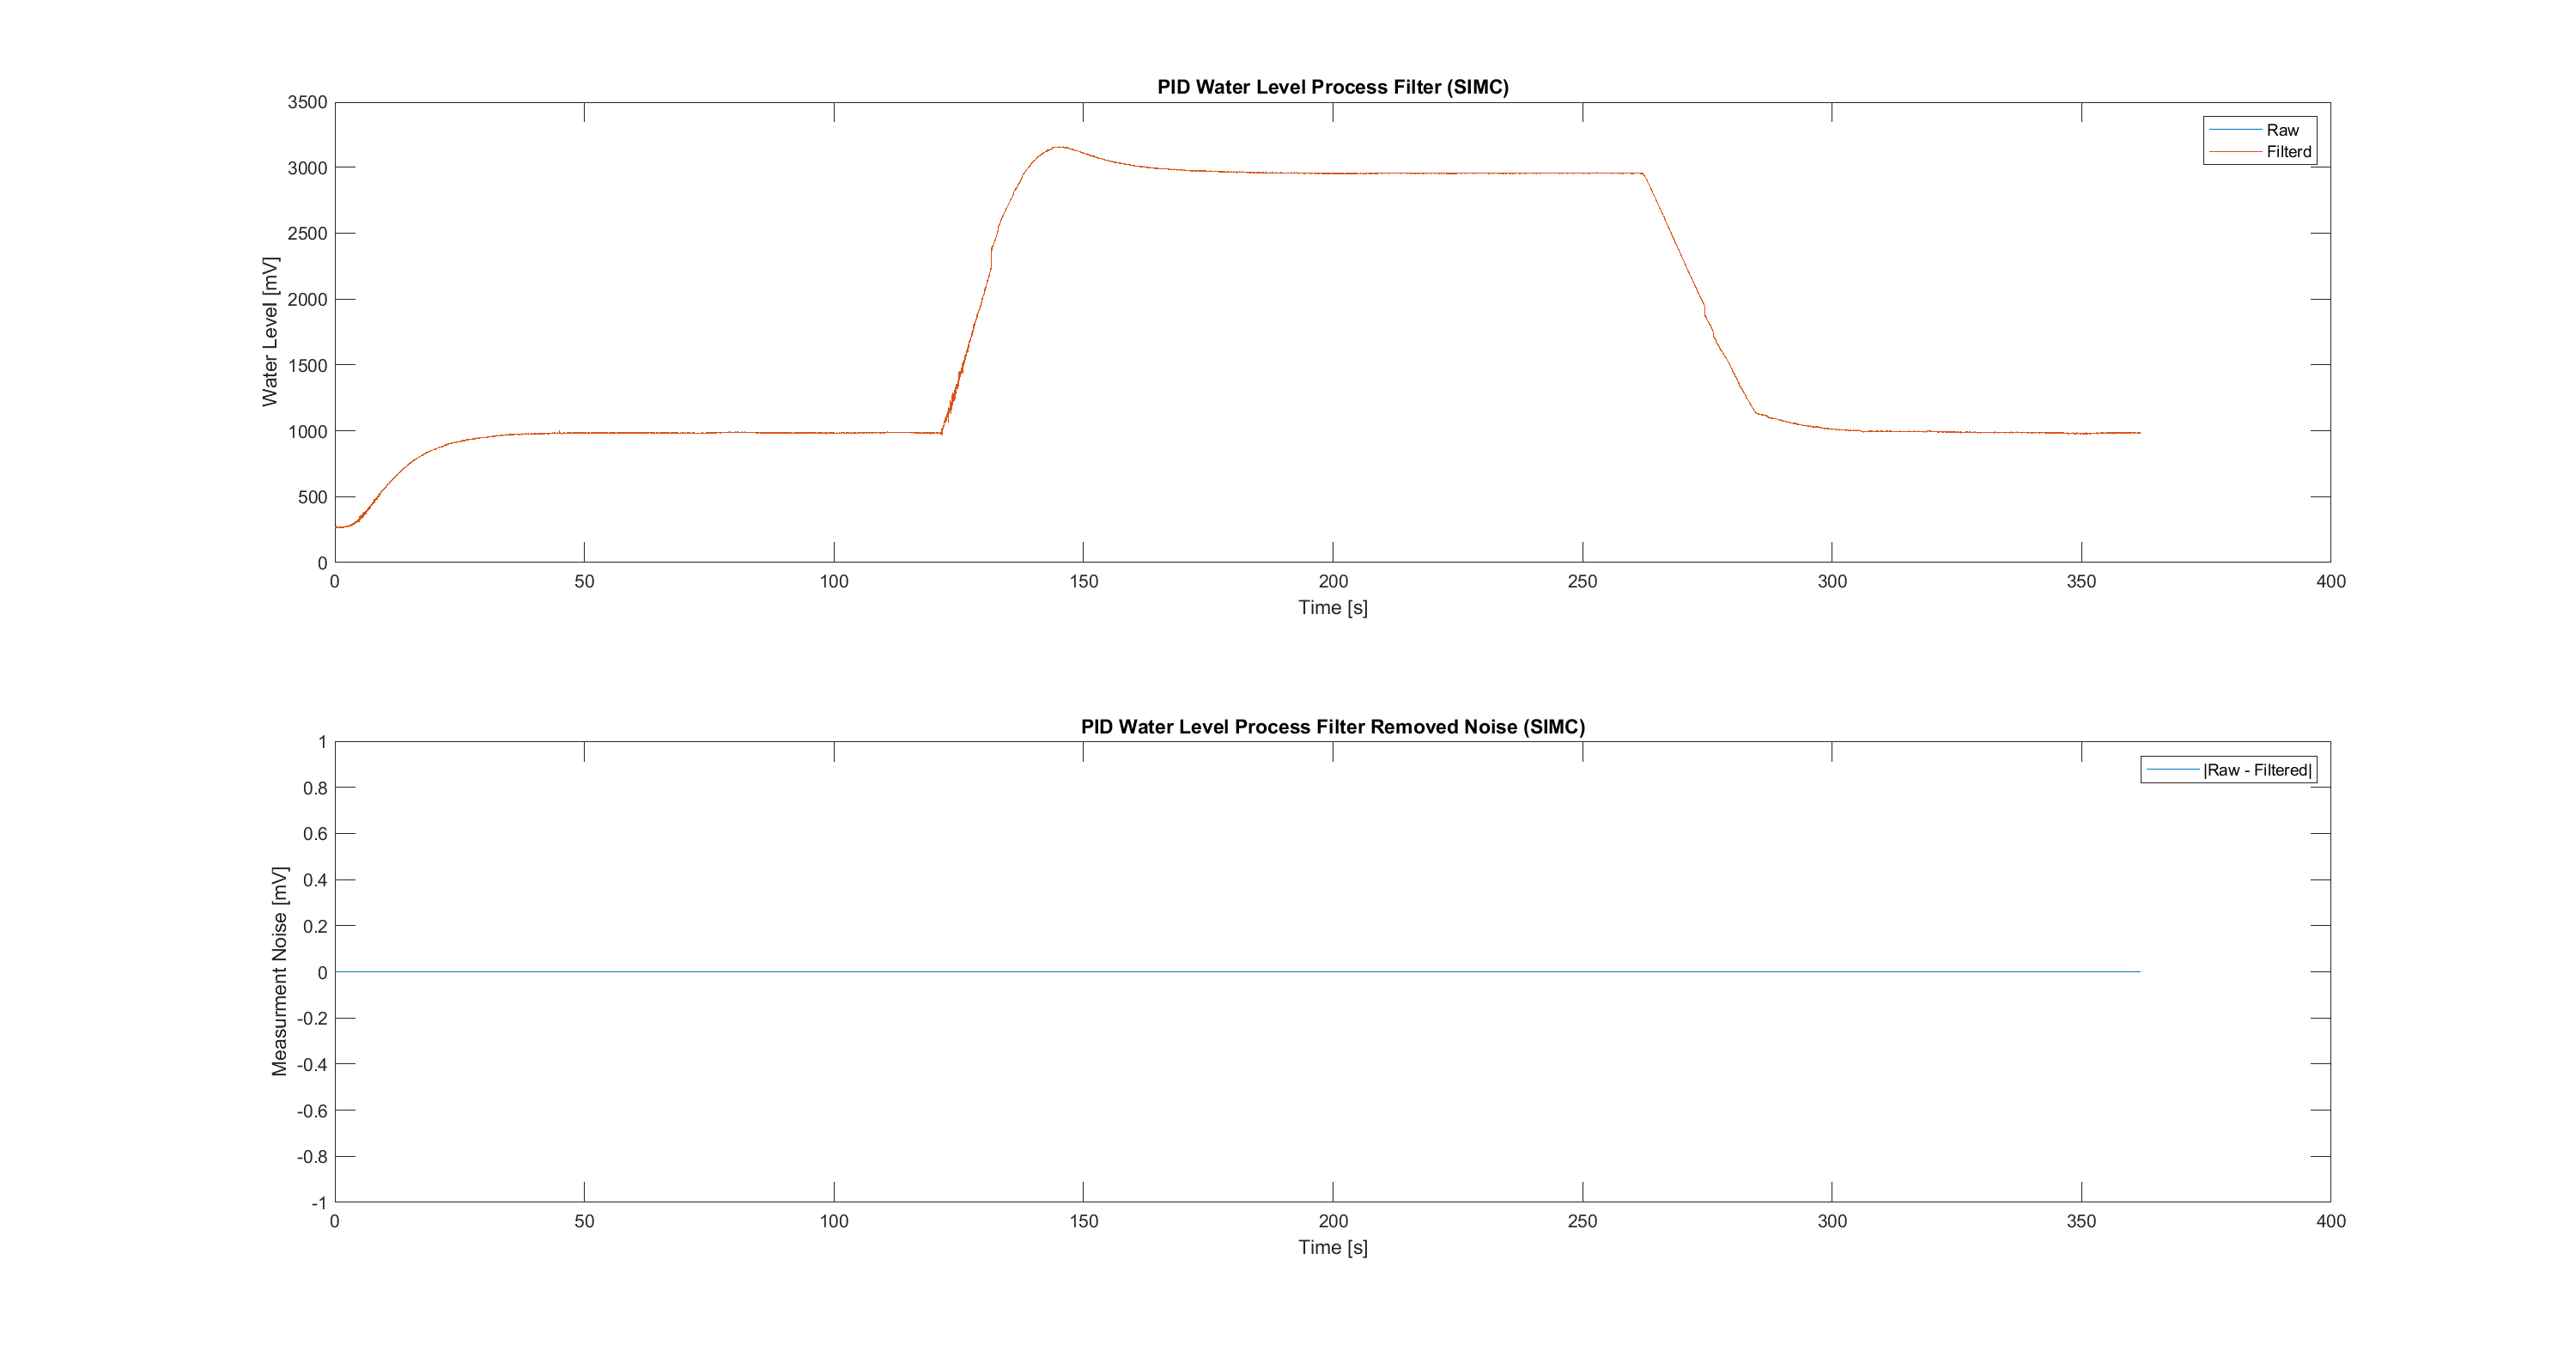 PID Water Level Process Filter (SIMC)
3500
3000
2500
2000
1500
1000
500
0
Water Level [mV]
Raw
Filterd
0 50 100 150 200 250 300 350 400
Time [s]
PID Water Level Process Filter Removed Noise (SIMC)
1
0.8
0.6
0.4
0.2
0
-0.2
-0.4
-0.6
-0.8
-1
Measurment Noise [mV]
|Raw - Filtered|
0 50 100 150 200 250 300 350 400
Time [s]